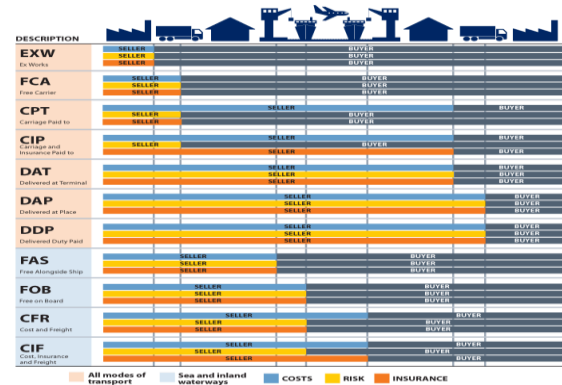 DESCRIPTION
EXW
Ex Works
SELLER BUYER
SELLER BUYER
SELLER BUYER
FCA
Free Carrier
SELLER BUYER
SELLER BUYER
SELLER BUYER
CPT
Carriage Paid to
SELLER BUYER
SELLER BUYER
SELLER BUYER
CIP
Carriage and
Insurance Paid to
SELLER BUYER
SELLER BUYER
SELLER BUYER
DAT
Delivered at Terminal
SELLER BUYER
SELLER BUYER
SELLER BUYER
DAP
Delivered at Place
SELLER BUYER
SELLER BUYER
SELLER BUYER
DDP
Delivered Duty Paid
SELLER BUYER
SELLER BUYER
SELLER BUYER
FAS
Free Alongside Ship
SELLER BUYER
SELLER BUYER
SELLER BUYER
FOB
Free on Board
SELLER BUYER
SELLER BUYER
SELLER BUYER
CFR
Cost and Freight
SELLER BUYER
SELLER BUYER
SELLER BUYER
CIF
Cost, Insurance
and Freight
SELLER BUYER
SELLER BUYER
SELLER BUYER
All modes of
transport
Sea and inland
waterways
COSTS
RISK
INSURANCE